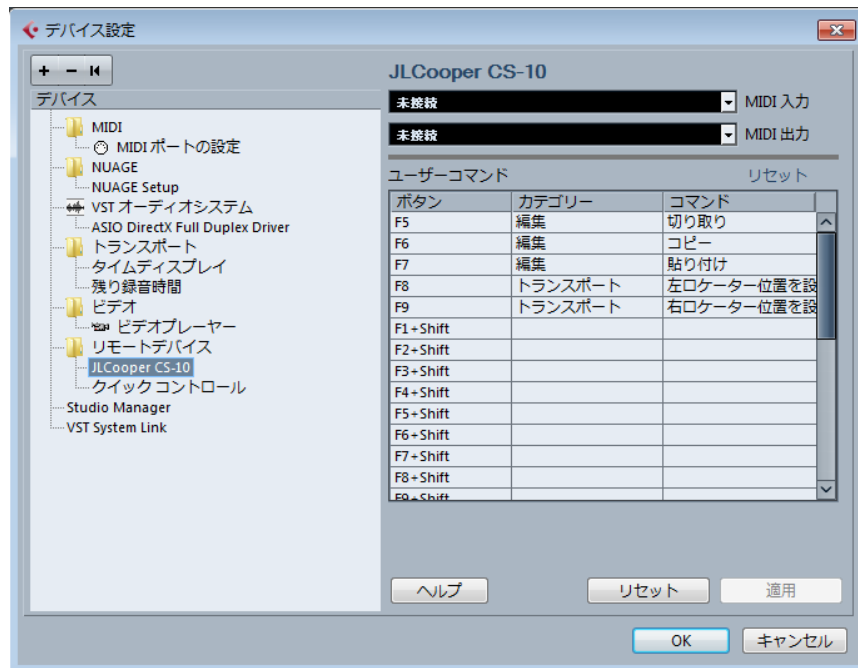 デバイス設定
デバイス
MIDI
MIDI ポートの設定
NUAGE
NUAGE Setup
VST オーディオシステム
ASIO DirectX Full Duplex Driver
トランスポート
タイムディスプレイ
残り録音時間
ビデオ
ビデオプレーヤー
リモートデバイス
JLCooper CS-10
クイックコントロール
Studio Manager
VST System Link
JLCooper CS-10
未接続 MIDI 入力
未接続 MIDI 出力
ユーザーコマンド リセット
ボタン カテゴリー コマンド
F5 編集 切り取り
F6 編集 コピー
F7 編集 貼り付け
F8 トランスポート 左ロケーター位置を設
F9 トランスポート 右ロケーター位置を設
F1+Shift
F2+Shift
F3+Shift
F4+Shift
F5+Shift
F6+Shift
F7+Shift
F8+Shift
F9+Shift
ヘルプ リセット 適用
OK キャンセル